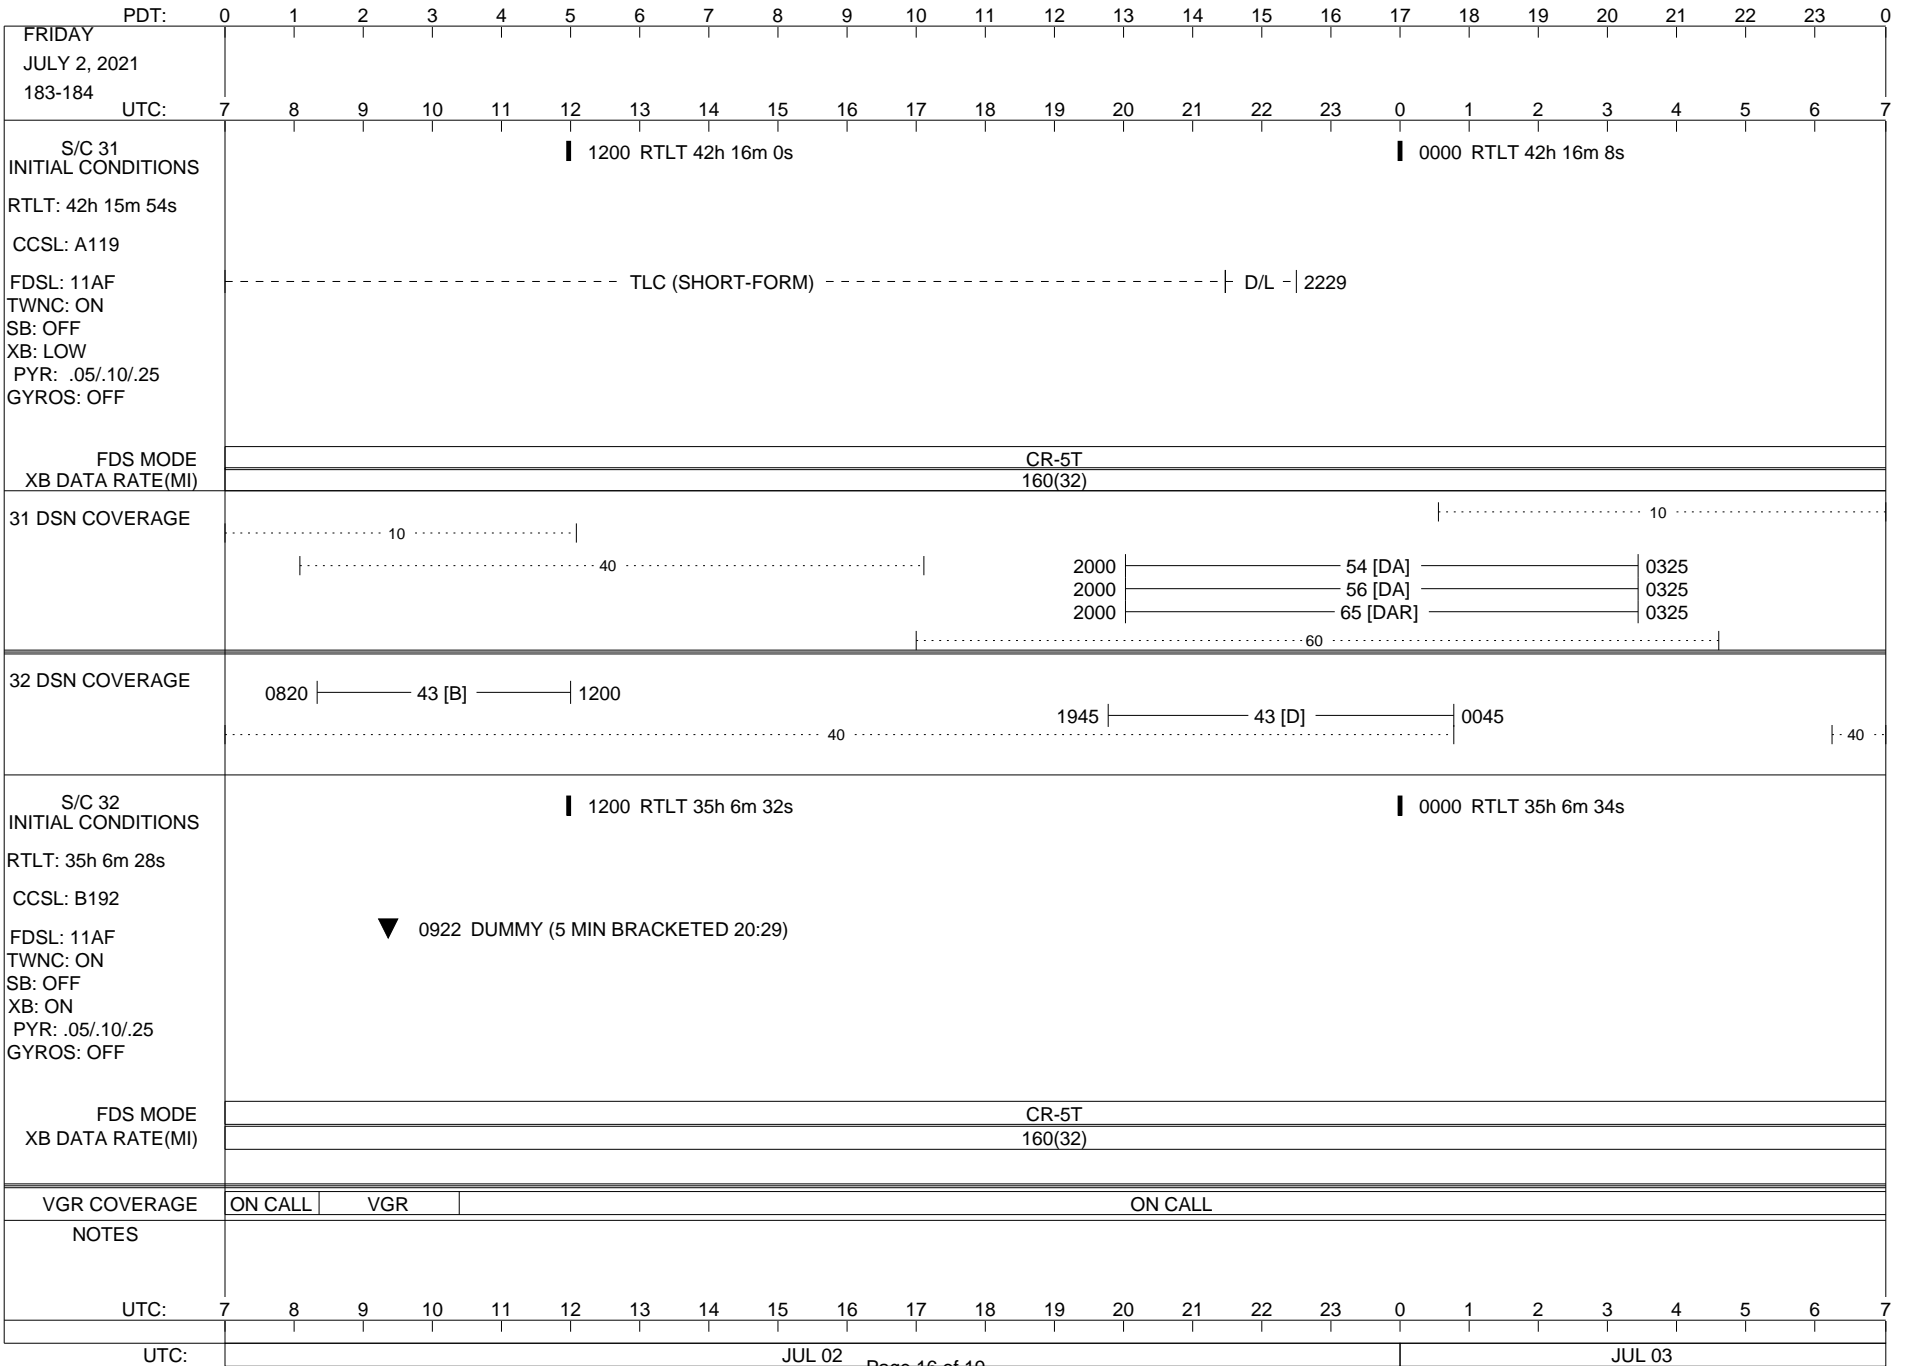 PDT: 0 1 2 3 4 5 6 7 8 9 10 11 12 13 14 15 16 17 18 19 20 21 22 23 0
FRIDAY
JULY 2, 2021
183-184
UTC: 7 8 9 10 11 12 13 14 15 16 17 18 19 20 21 22 23 0 1 2 3 4 5 6 7
S/C 31
INITIAL CONDITIONS
1200 RTLT 42h 16m 0s
0000 RTLT 42h 16m 8s
RTLT: 42h 15m 54s
CCSL: A119
FDSL: 11AF
TLC (SHORT-FORM) D/L 2229
TWNC: ON
SB: OFF
XB: LOW
PYR: .05/.10/.25
GYROS: OFF
FDS MODE CR-5T
XB DATA RATE(MI) 160(32)
31 DSN COVERAGE
10
10
40
2000 54 [DA] 0325
2000 56 [DA] 0325
2000 65 [DAR] 0325
60
32 DSN COVERAGE
0820 43 [B] 1200
1945 43 [D] 0045
40 40
S/C 32
INITIAL CONDITIONS
1200 RTLT 35h 6m 32s
0000 RTLT 35h 6m 34s
RTLT: 35h 6m 28s
CCSL: B192
0922 DUMMY (5 MIN BRACKETED 20:29)
FDSL: 11AF
TWNC: ON
SB: OFF
XB: ON
PYR: .05/.10/.25
GYROS: OFF
FDS MODE CR-5T
XB DATA RATE(MI) 160(32)
VGR COVERAGE ON CALL VGR ON CALL
NOTES
UTC: 7 8 9 10 11 12 13 14 15 16 17 18 19 20 21 22 23 0 1 2 3 4 5 6 7
UTC: JUL 02 JUL 03
Page 16 of 19